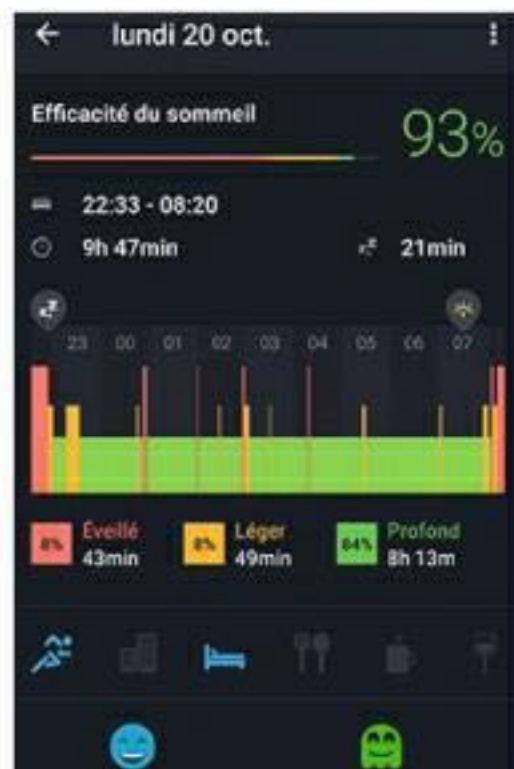 lundi 20 oct.
Efficacité du sommeil
93%
22:33 - 08:20
9h 47min
21min
23 00 01 02 03 04 05 06 07
8% Éveillé 8% Léger 84% Profond
43min 49min 8h 13m